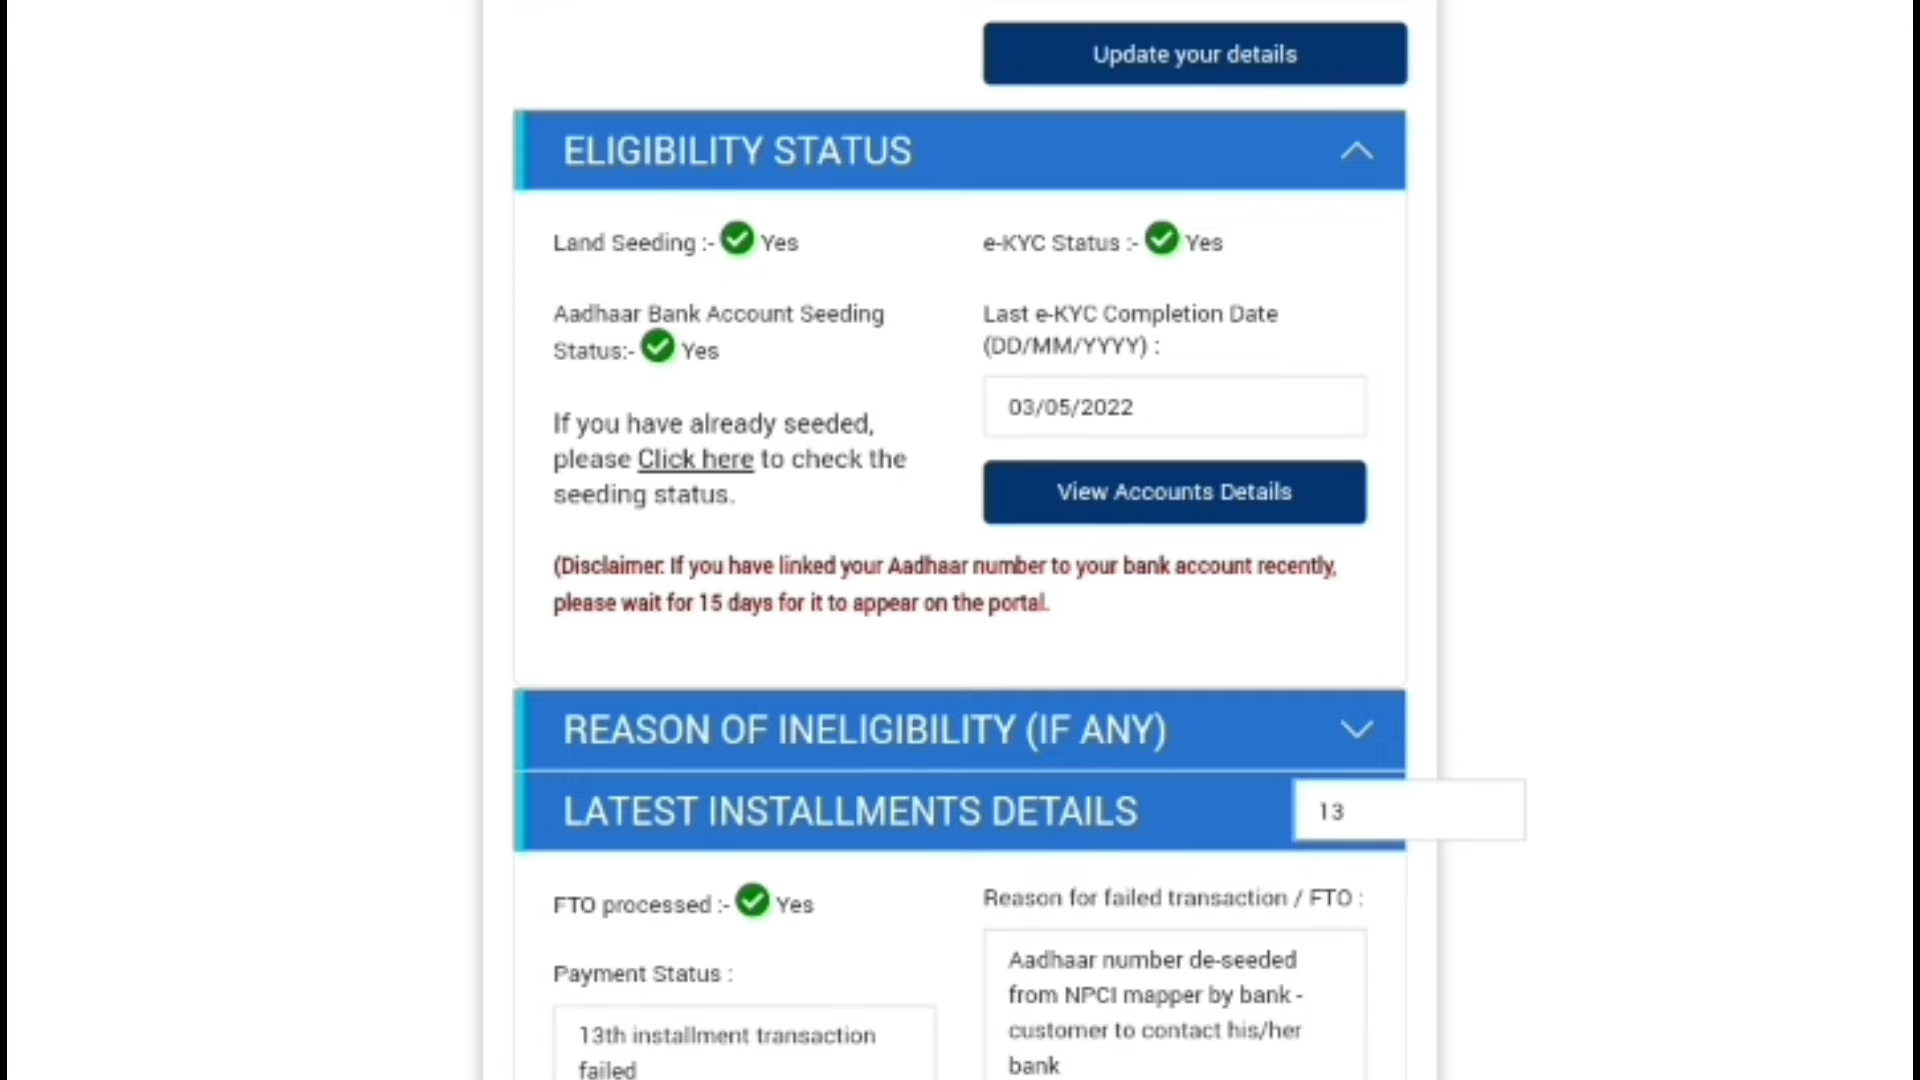 Update your details
ELIGIBILITY STATUS
Land Seeding :- Yes
e-KYC Status :- Yes
Aadhaar Bank Account Seeding
Status:- Yes
Last e-KYC Completion Date
(DD/MM/YYYY) :
03/05/2022
If you have already seeded,
please Click here to check the
seeding status.
View Accounts Details
(Disclaimer: If you have linked your Aadhaar number to your bank account recently,
please wait for 15 days for it to appear on the portal.
REASON OF INELIGIBILITY (IF ANY)
LATEST INSTALLMENTS DETAILS
13
FTO processed :- Yes
Reason for failed transaction / FTO :
Aadhaar number de-seeded
from NPCI mapper by bank -
customer to contact his/her
bank
Payment Status :
13th installment transaction
failed